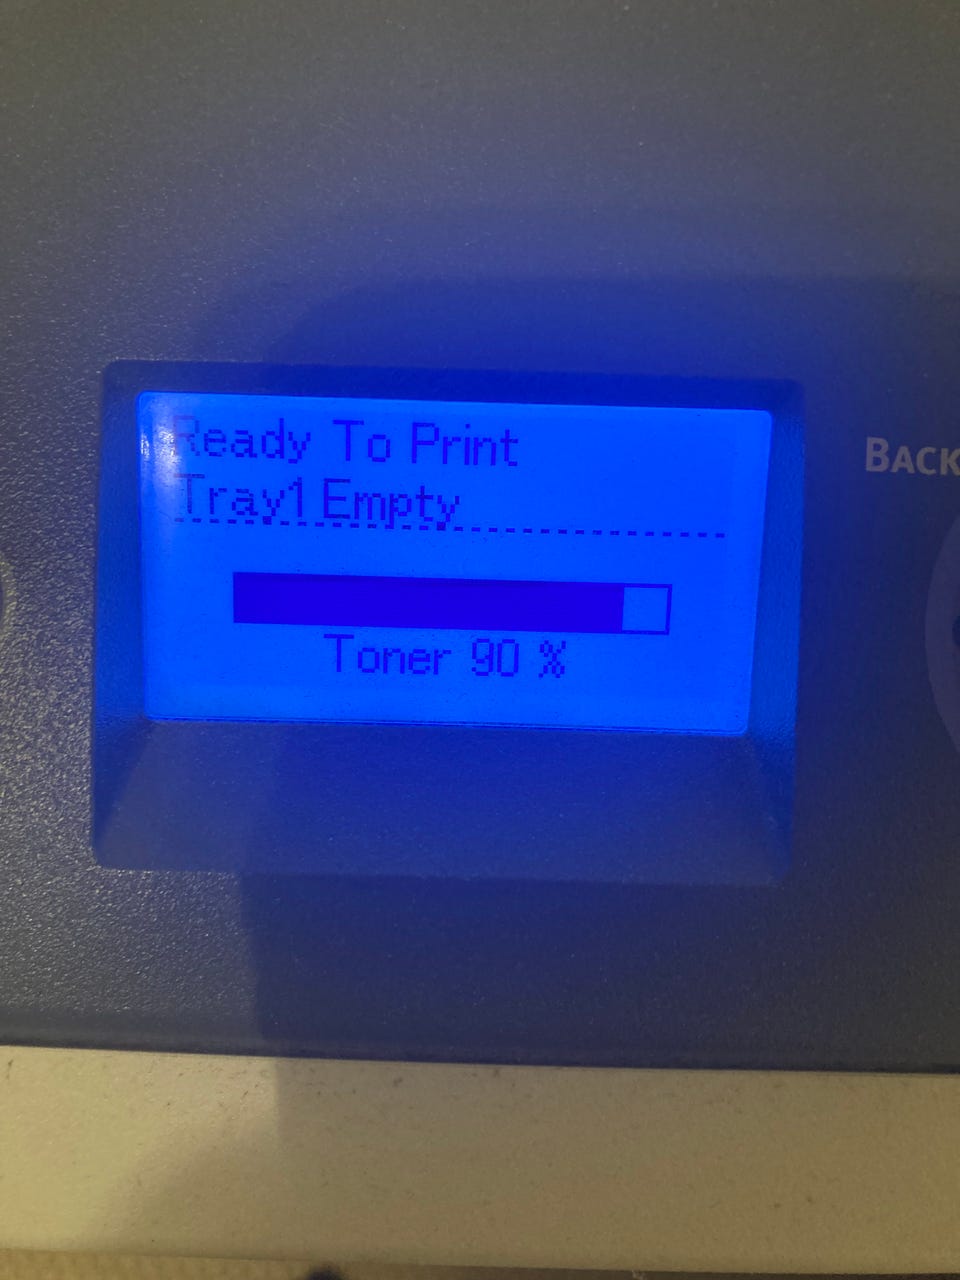 Ready To Print
Tray1 Empty
Toner 90 %
BACK